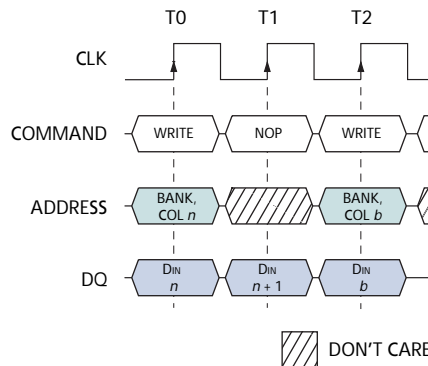 T0 T1 T2
CLK
COMMAND WRITE NOP WRITE
ADDRESS BANK, COL n BANK, COL b
DQ DIN n DIN n + 1 DIN b
DON'T CARE